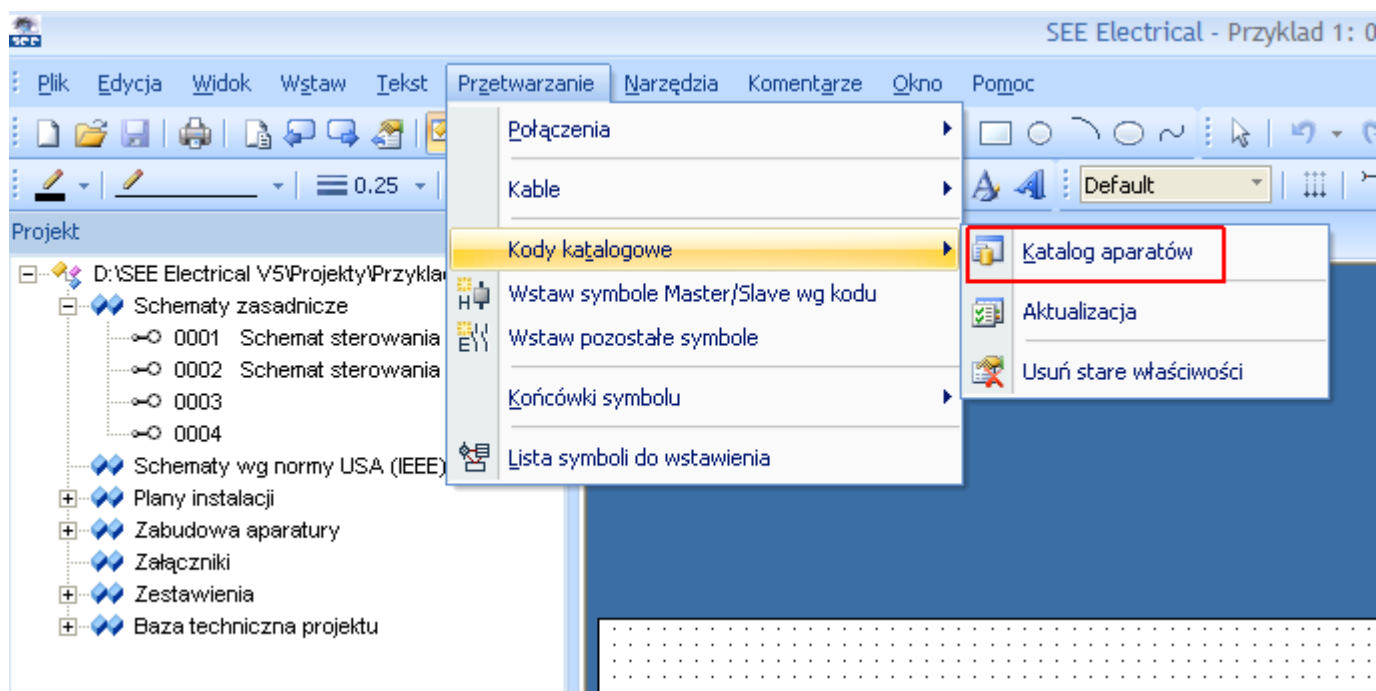 SEE
SEE Electrical - Przyklad 1: 0
Plik Edycja Widok Wstaw Tekst Przetwarzanie Narzędzia Komentarze Okno Pomoc
0.25 Default
Projekt
D:\SEE Electrical V5\Projekty\Przykla
Schematy zasadnicze
0001 Schemat sterowania
0002 Schemat sterowania
0003
0004
Schematy wg normy USA (IEEE)
Plany instalacji
Zabudowa aparatury
Załączniki
Zestawienia
Baza techniczna projektu
Połączenia
Kable
Kody katalogowe
Wstaw symbole Master/Slave wg kodu
Wstaw pozostałe symbole
Końcówki symbolu
Lista symboli do wstawienia
Katalog aparatów
Aktualizacja
Usuń stare właściwości